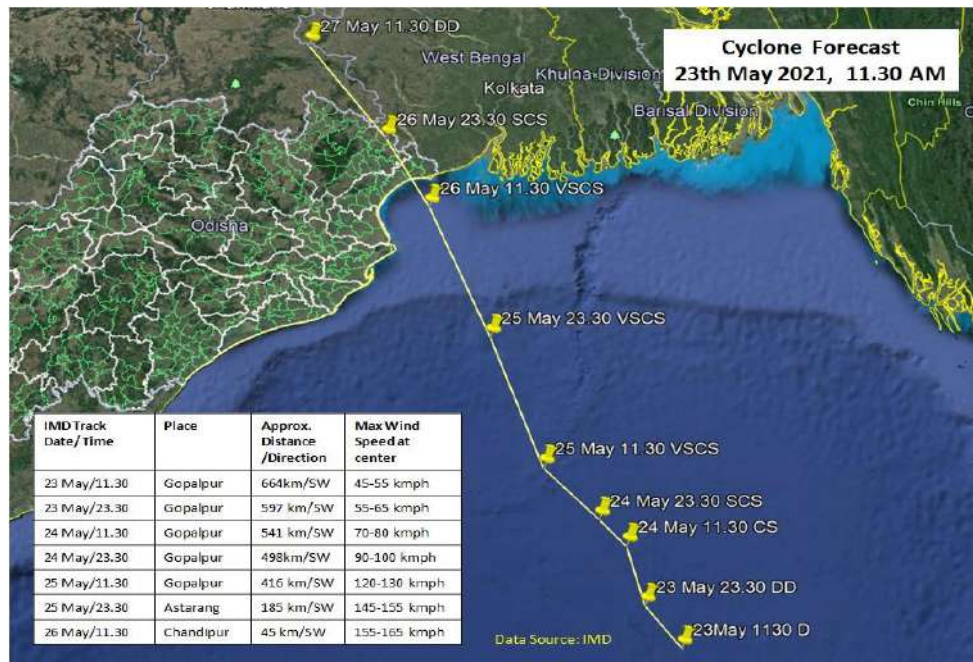 27 May 11.30 DD
Cyclone Forecast
23th May 2021, 11.30 AM
West Bengal
Khulna Division
Kolkata
Barisal Division
Chin Hills
26 May 23.30 SCS
26 May 11.30 VSCS
Odisha
25 May 23.30 VSCS
25 May 11.30 VSCS
24 May 23.30 SCS
24 May 11.30 CS
23 May 23.30 DD
23May 1130 D
IMD Track Date/ Time Place Approx. Distance /Direction Max Wind Speed at center
23 May/11.30 Gopalpur 664km/SW 45-55 kmph
23 May/23.30 Gopalpur 597 km/SW 55-65 kmph
24 May/11.30 Gopalpur 541 km/SW 70-80 kmph
24 May/23.30 Gopalpur 498km/SW 90-100 kmph
25 May/11.30 Gopalpur 416 km/SW 120-130 kmph
25 May/23.30 Astarang 185 km/SW 145-155 kmph
26 May/11.30 Chandipur 45 km/SW 155-165 kmph
Data Source: IMD